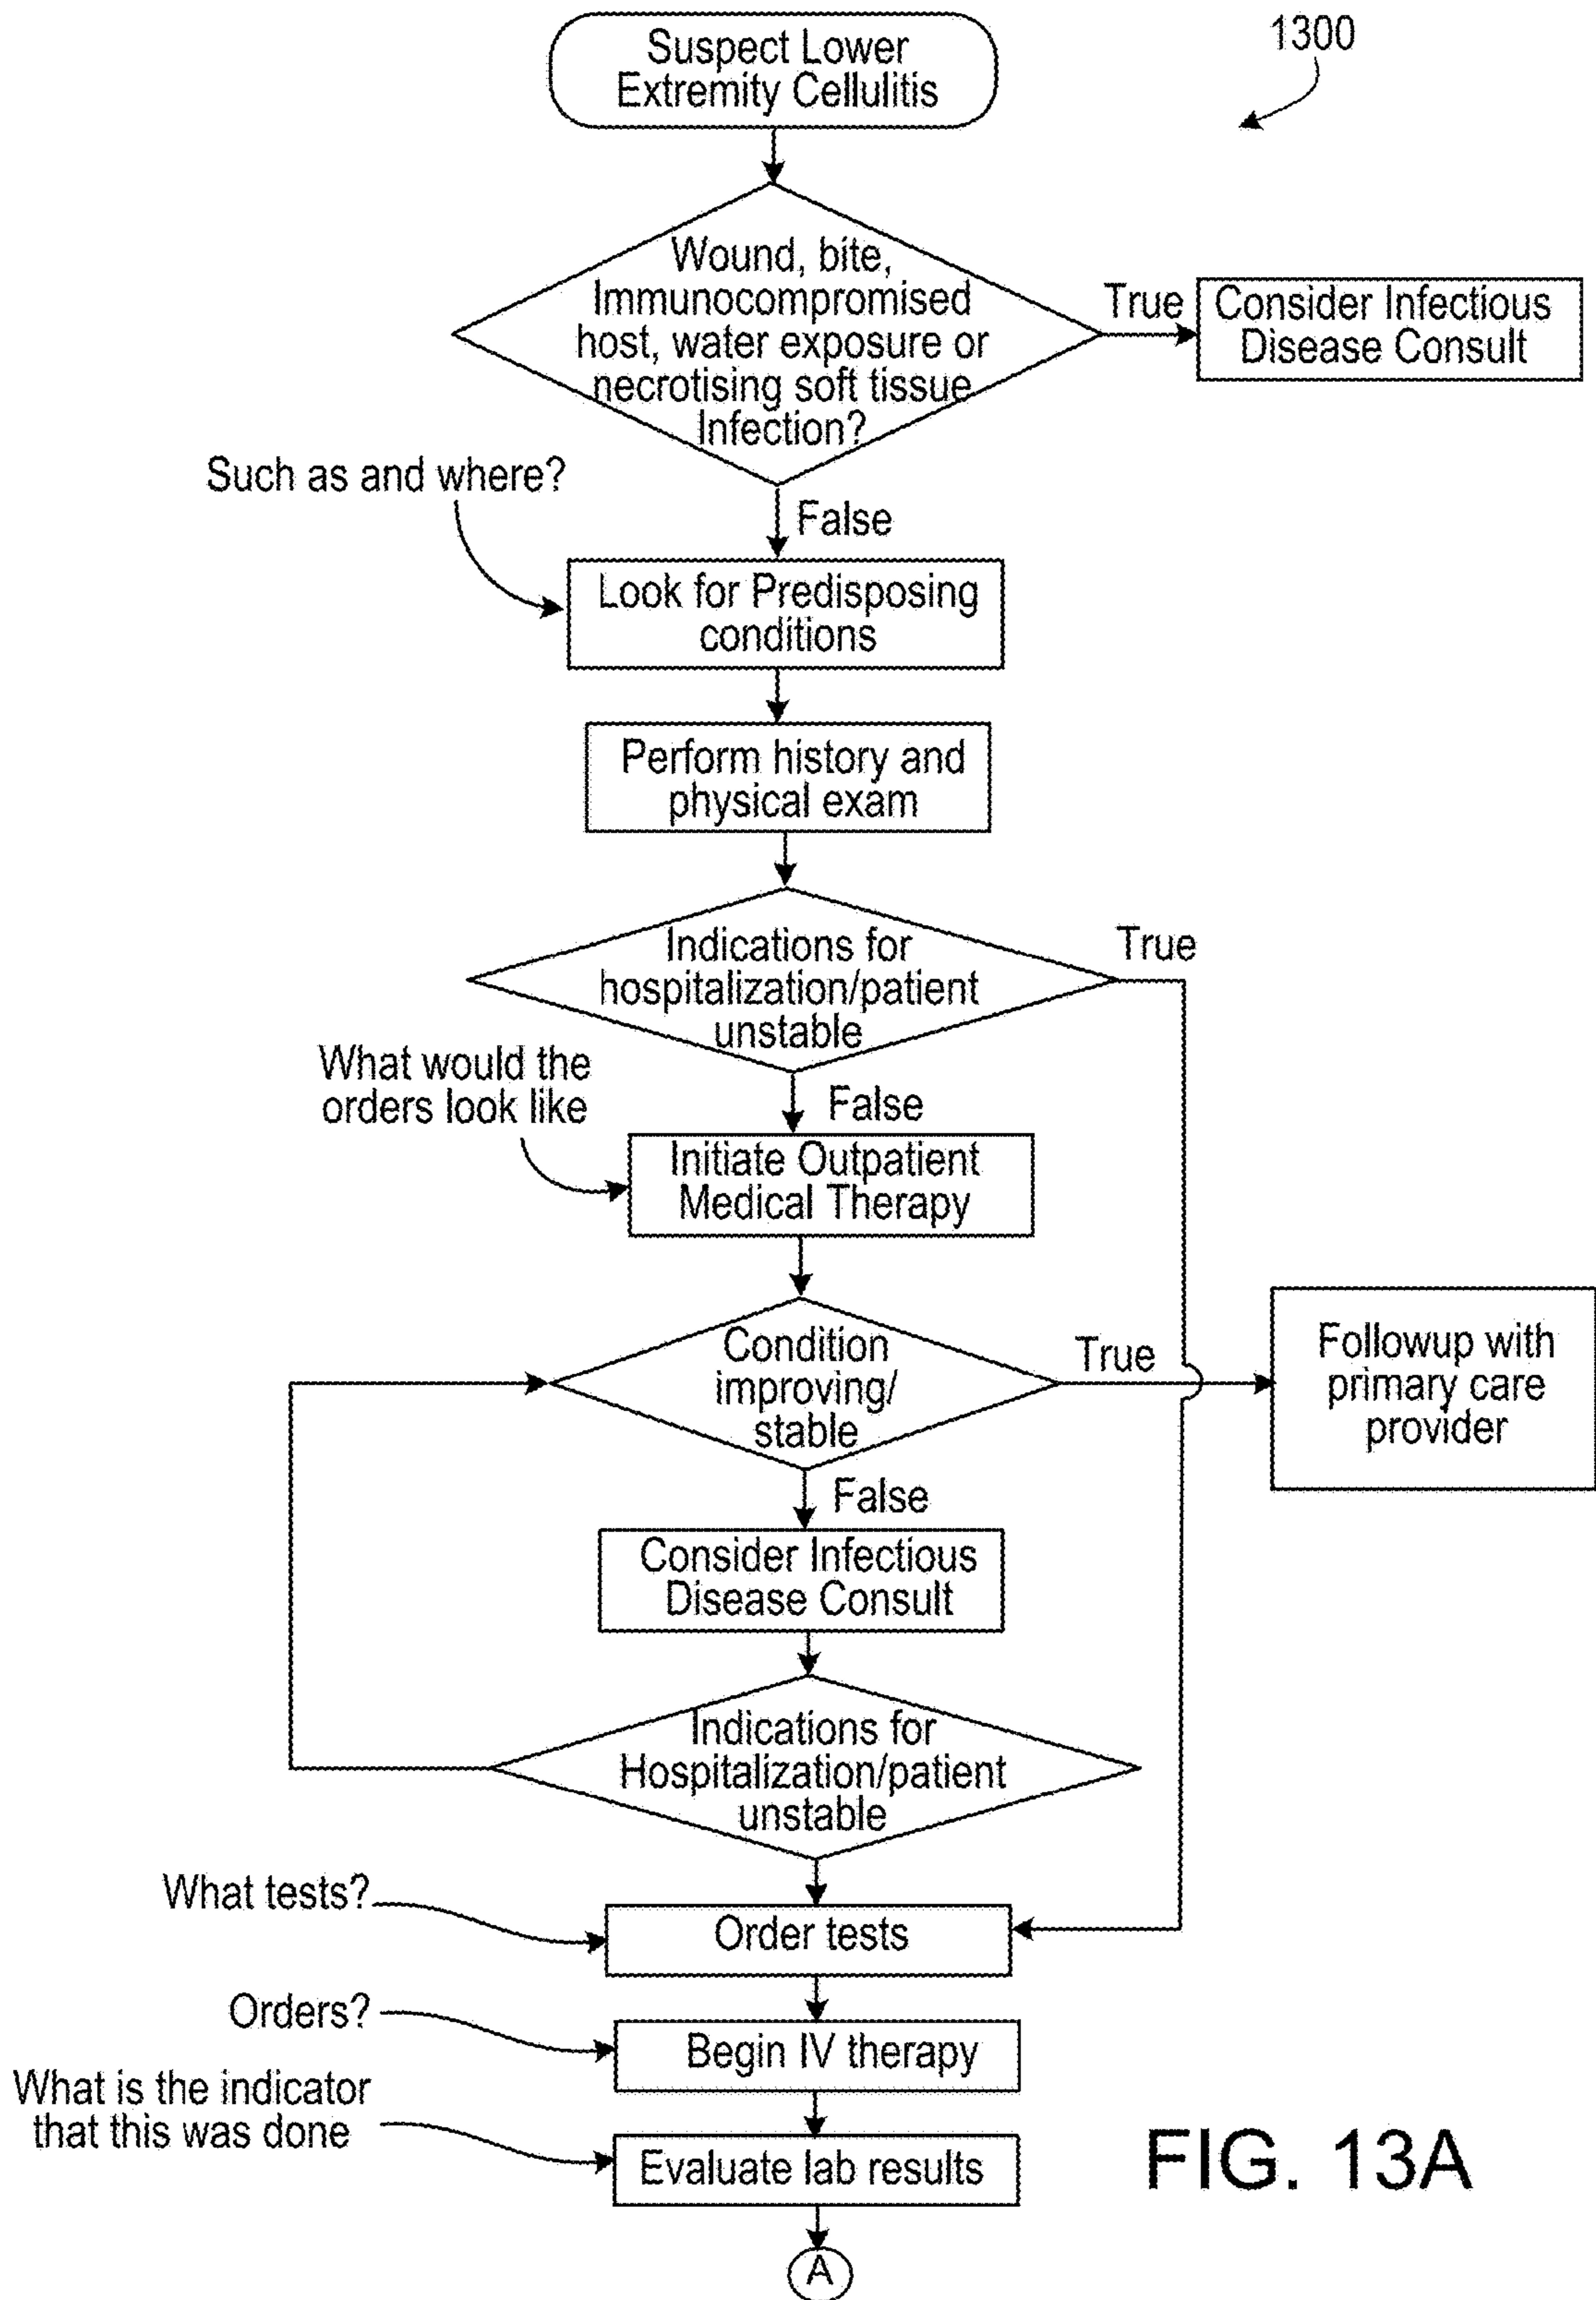 1300
Suspect Lower
Extremity Cellulitis
Wound, bite,
Immunocompromised
host, water exposure or
necrotising soft tissue
Infection?
True
Consider Infectious
Disease Consult
Such as and where?
False
Look for Predisposing
conditions
Perform history and
physical exam
Indications for
hospitalization/patient
unstable
True
What would the
orders look like
False
Initiate Outpatient
Medical Therapy
Condition
improving/
stable
True
Followup with
primary care
provider
False
Consider Infectious
Disease Consult
Indications for
Hospitalization/patient
unstable
What tests?
Order tests
Orders?
Begin IV therapy
What is the indicator
that this was done
Evaluate lab results
A
FIG. 13A